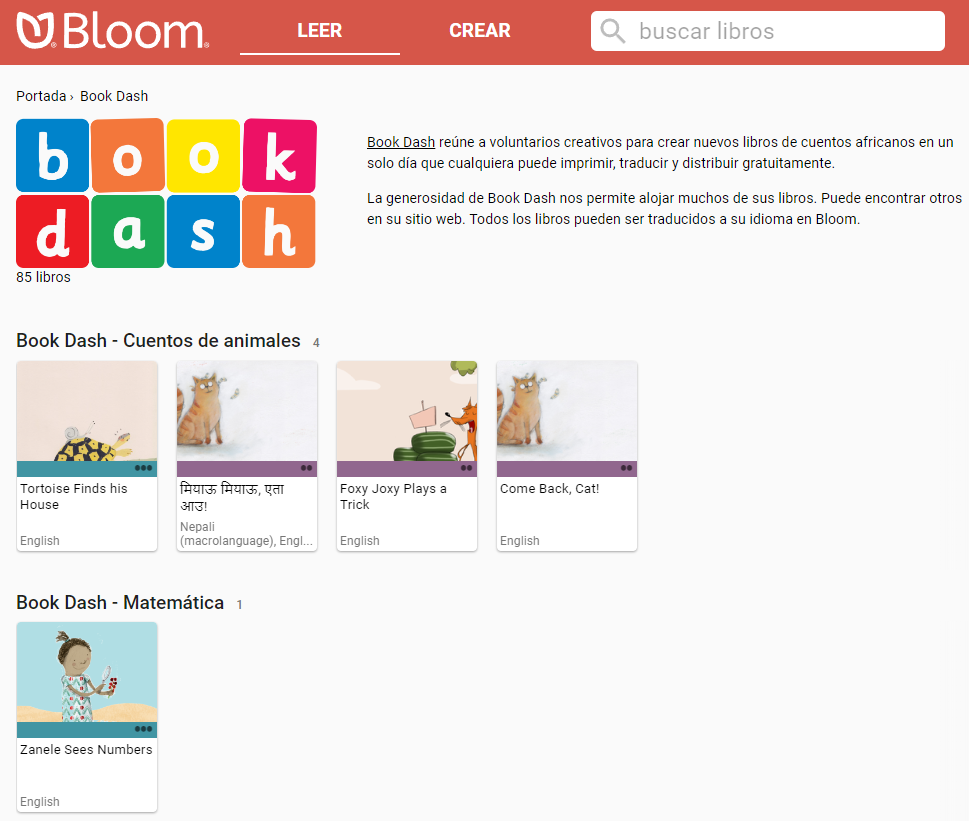 Bloom
LEER
CREAR
buscar libros
Portada › Book Dash
book
dash
85 libros
Book Dash reúne a voluntarios creativos para crear nuevos libros de cuentos africanos en un
solo día que cualquiera puede imprimir, traducir y distribuir gratuitamente.
La generosidad de Book Dash nos permite alojar muchos de sus libros. Puede encontrar otros
en su sitio web. Todos los libros pueden ser traducidos a su idioma en Bloom.
Book Dash - Cuentos de animales 4
Tortoise Finds his
House
English
मियाऊ मियाऊ, एता
आउ!
Nepali
(macrolanguage), Engl...
Foxy Joxy Plays a
Trick
English
Come Back, Cat!
English
Book Dash - Matemática 1
Zanele Sees Numbers
English